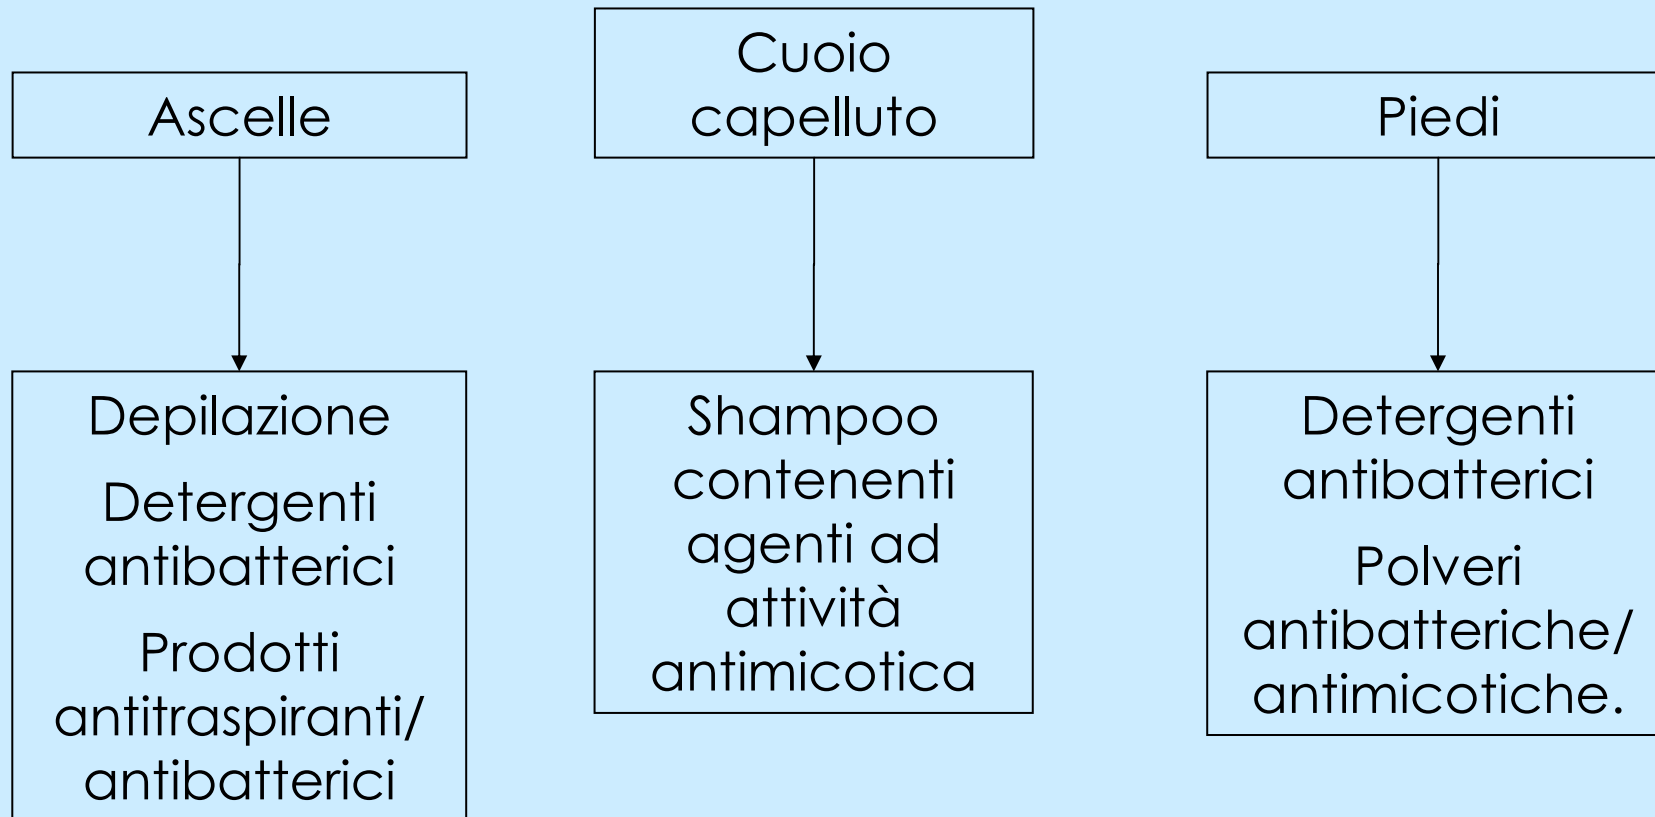 Ascelle
Cuoio
capelluto
Piedi
Depilazione
Detergenti
antibatterici
Prodotti
antitraspiranti/
antibatterici
Shampoo
contenenti
agenti ad
attività
antimicotica
Detergenti
antibatterici
Polveri
antibatteriche/
antimicotiche.